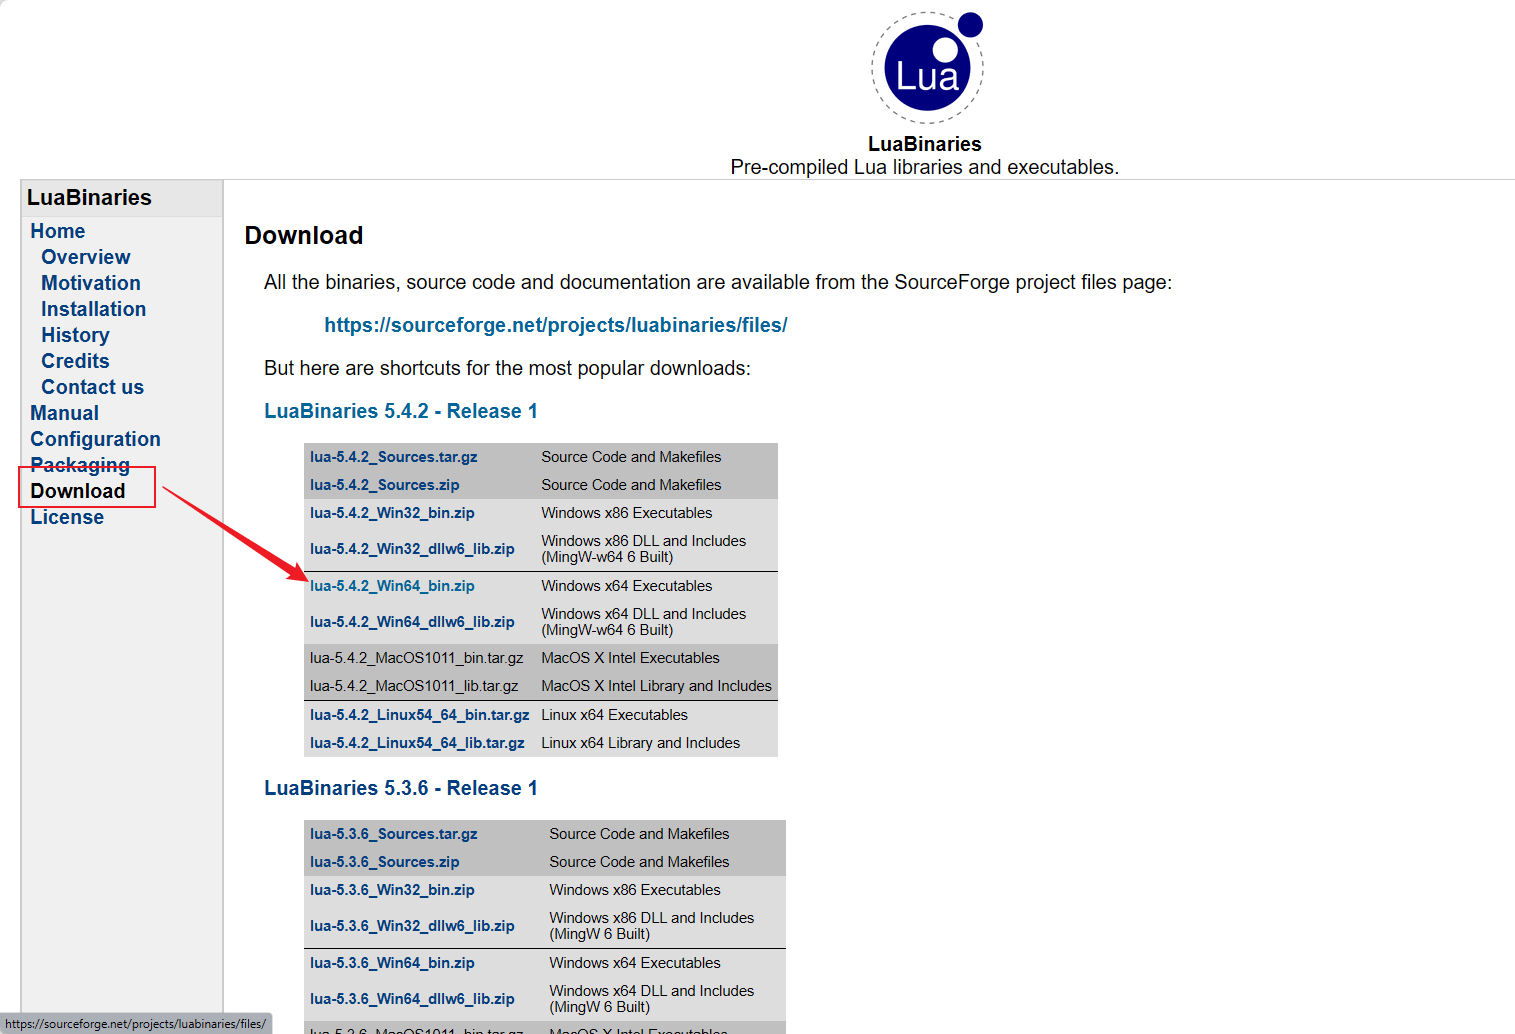 Lua
LuaBinaries
Pre-compiled Lua libraries and executables.
LuaBinaries
Home
Overview
Motivation
Installation
History
Credits
Contact us
Manual
Configuration
Packaging
Download
License
Download
All the binaries, source code and documentation are available from the SourceForge project files page:
https://sourceforge.net/projects/luabinaries/files/
But here are shortcuts for the most popular downloads:
LuaBinaries 5.4.2 - Release 1
lua-5.4.2_Sources.tar.gz Source Code and Makefiles
lua-5.4.2_Sources.zip Source Code and Makefiles
lua-5.4.2_Win32_bin.zip Windows x86 Executables
lua-5.4.2_Win32_dllw6_lib.zip Windows x86 DLL and Includes
(MingW-w64 6 Built)
lua-5.4.2_Win64_bin.zip Windows x64 Executables
lua-5.4.2_Win64_dllw6_lib.zip Windows x64 DLL and Includes
(MingW-w64 6 Built)
lua-5.4.2_MacOS1011_bin.tar.gz MacOS X Intel Executables
lua-5.4.2_MacOS1011_lib.tar.gz MacOS X Intel Library and Includes
lua-5.4.2_Linux54_64_bin.tar.gz Linux x64 Executables
lua-5.4.2_Linux54_64_lib.tar.gz Linux x64 Library and Includes
LuaBinaries 5.3.6 - Release 1
lua-5.3.6_Sources.tar.gz Source Code and Makefiles
lua-5.3.6_Sources.zip Source Code and Makefiles
lua-5.3.6_Win32_bin.zip Windows x86 Executables
lua-5.3.6_Win32_dllw6_lib.zip Windows x86 DLL and Includes
(MingW 6 Built)
lua-5.3.6_Win64_bin.zip Windows x64 Executables
lua-5.3.6_Win64_dllw6_lib.zip Windows x64 DLL and Includes
(MingW 6 Built)
lua-5.3.6_MacOS1011_bin.tar.gz MacOS X Intel Executables
https://sourceforge.net/projects/luabinaries/files/